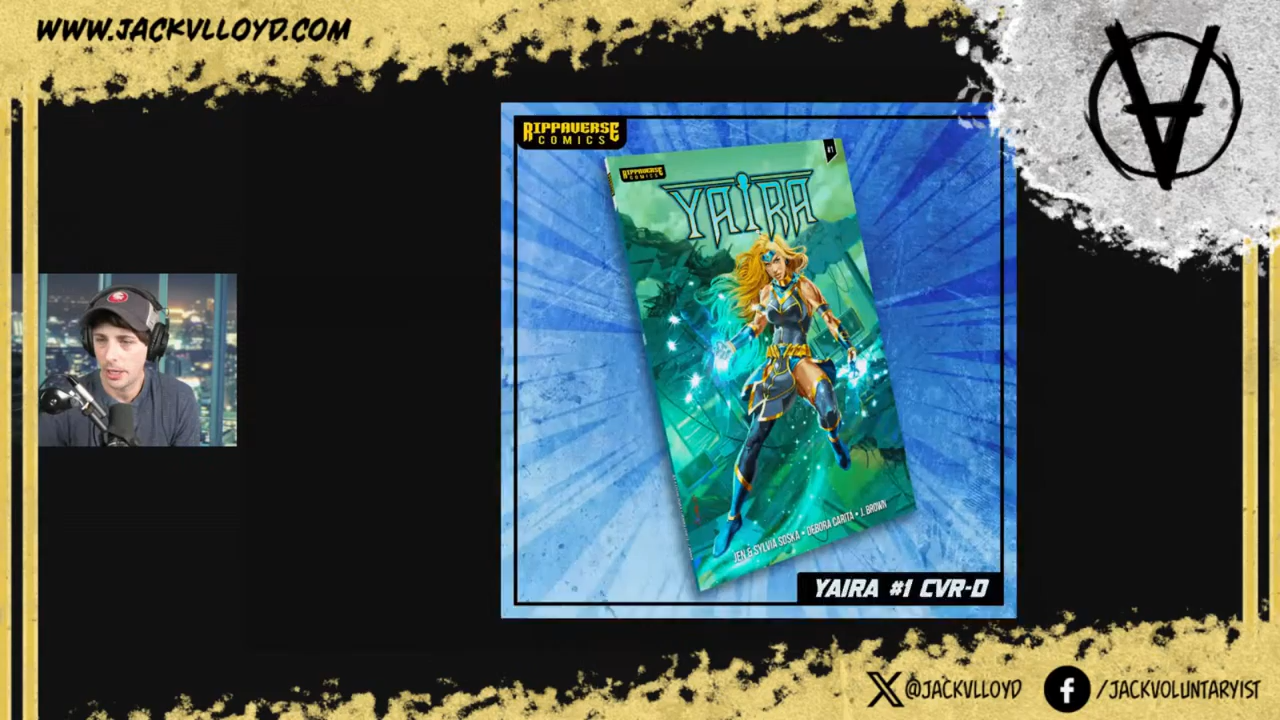 WWW.JACKVLLOYD.COM
RIPPAVERSE
COMICS
#1
RIPPAVERSE
COMICS
YAIRA
JEN & SYLVIA SOSKA • DEBORA CARITA • J. BROWN
YAIRA #1 CVR-D
@JACKVLLOYD
/JACKVOLUNTARYIST